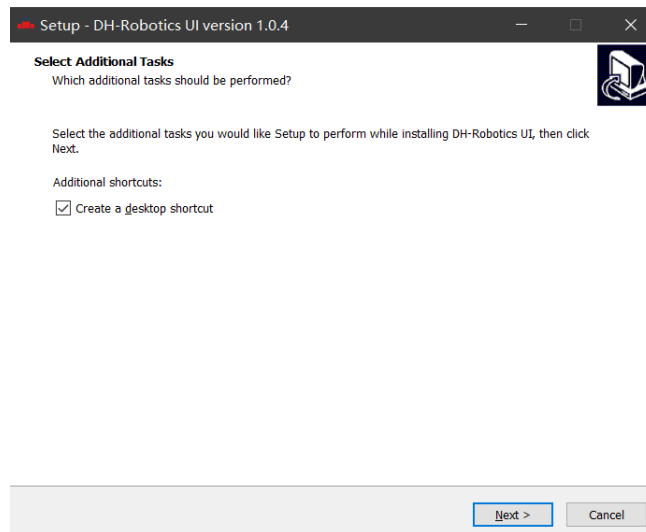 Setup - DH-Robotics UI version 1.0.4
Select Additional Tasks
Which additional tasks should be performed?
Select the additional tasks you would like Setup to perform while installing DH-Robotics UI, then click
Next.
Additional shortcuts:
Create a desktop shortcut
Next >
Cancel